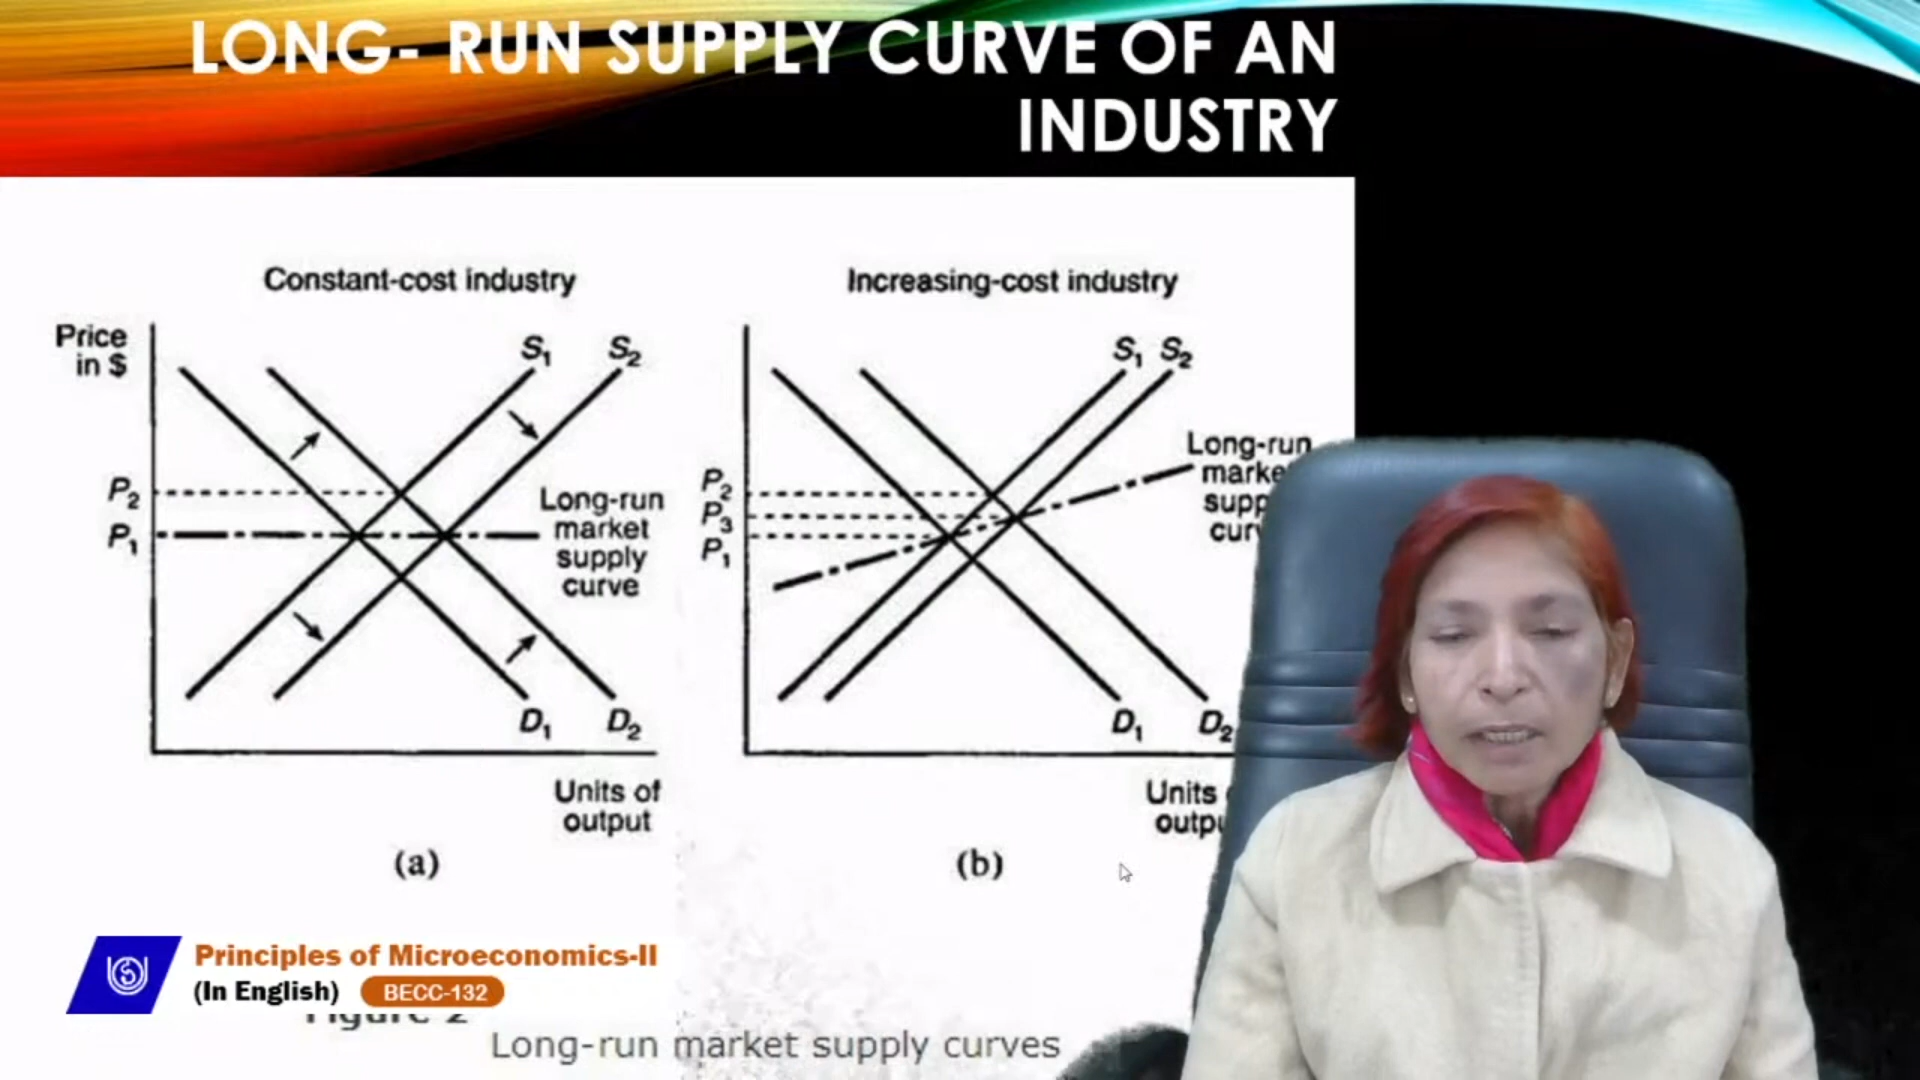 LONG- RUN SUPPLY CURVE OF AN
INDUSTRY
Constant-cost industry
Price
in $
S1
S2
P2
P1
Long-run
market
supply
curve
D1
D2
Units of
output
(a)
Increasing-cost industry
S1
S2
Long-run
P2
P3
P1
D1
D2
Units
(b)
Principles of Microeconomics-II
(In English)
BECC-132
Long-run market supply curves